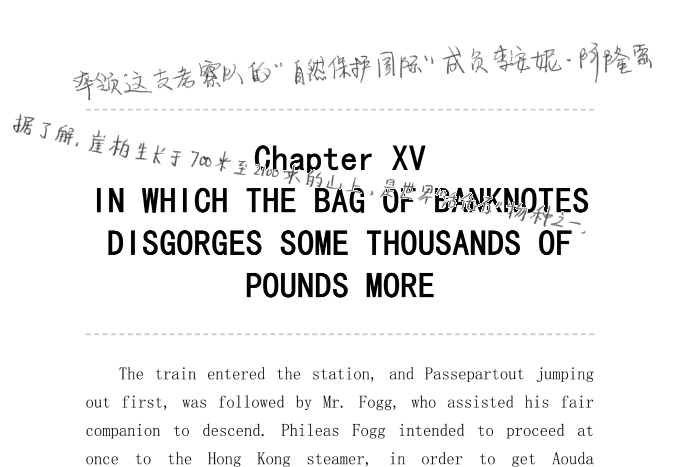 率领这支考察队的“自然保护国际”成员李安妮·阿隆索
据了解,崖柏生长于700米至2100米的山上,是世界“活化石”物种之一,
Chapter XV
IN WHICH THE BAG OF BANKNOTES
DISGORGES SOME THOUSANDS OF
POUNDS MORE
The train entered the station, and Passepartout jumping
out first, was followed by Mr. Fogg, who assisted his fair
companion to descend. Phileas Fogg intended to proceed at
once to the Hong Kong steamer, in order to get Aouda